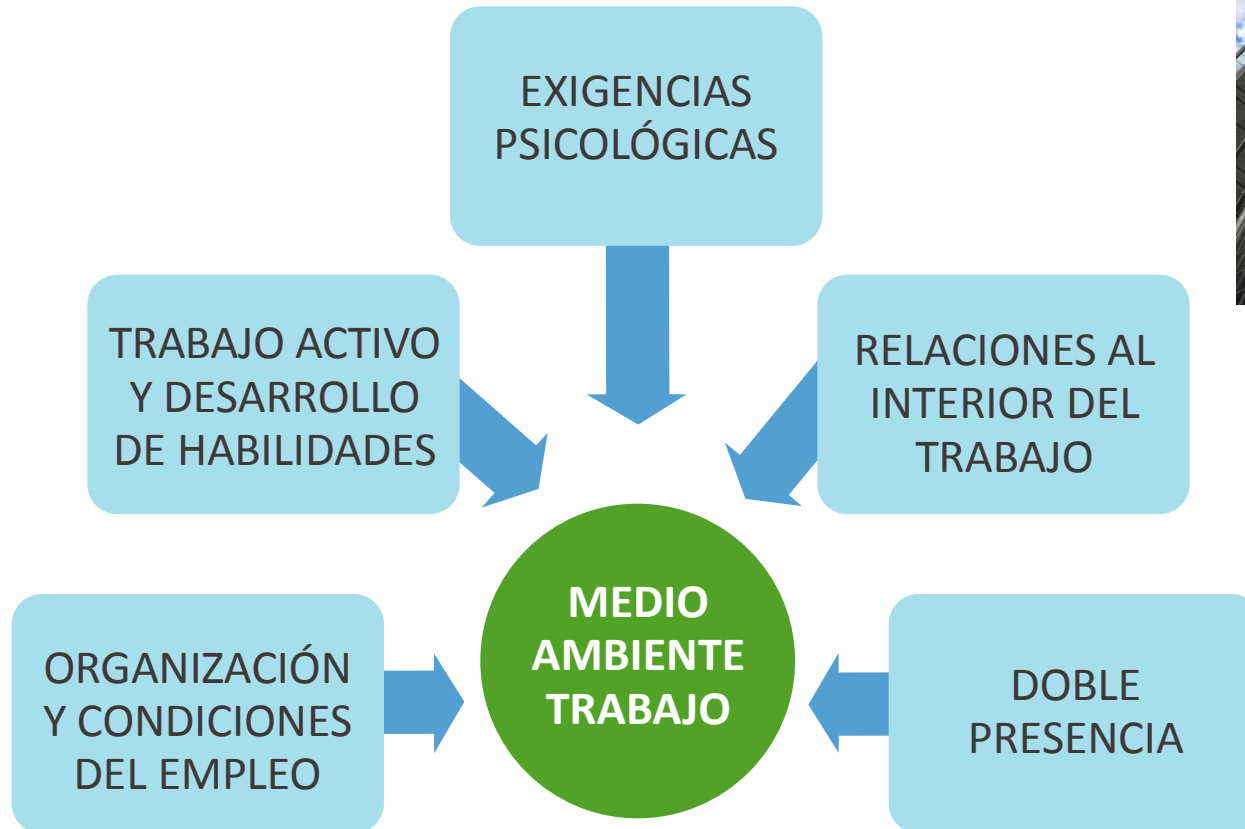 EXIGENCIAS
PSICOLÓGICAS
TRABAJO ACTIVO
Y DESARROLLO
DE HABILIDADES
RELACIONES AL
INTERIOR DEL
TRABAJO
ORGANIZACIÓN
Y CONDICIONES
DEL EMPLEO
MEDIO
AMBIENTE
TRABAJO
DOBLE
PRESENCIA